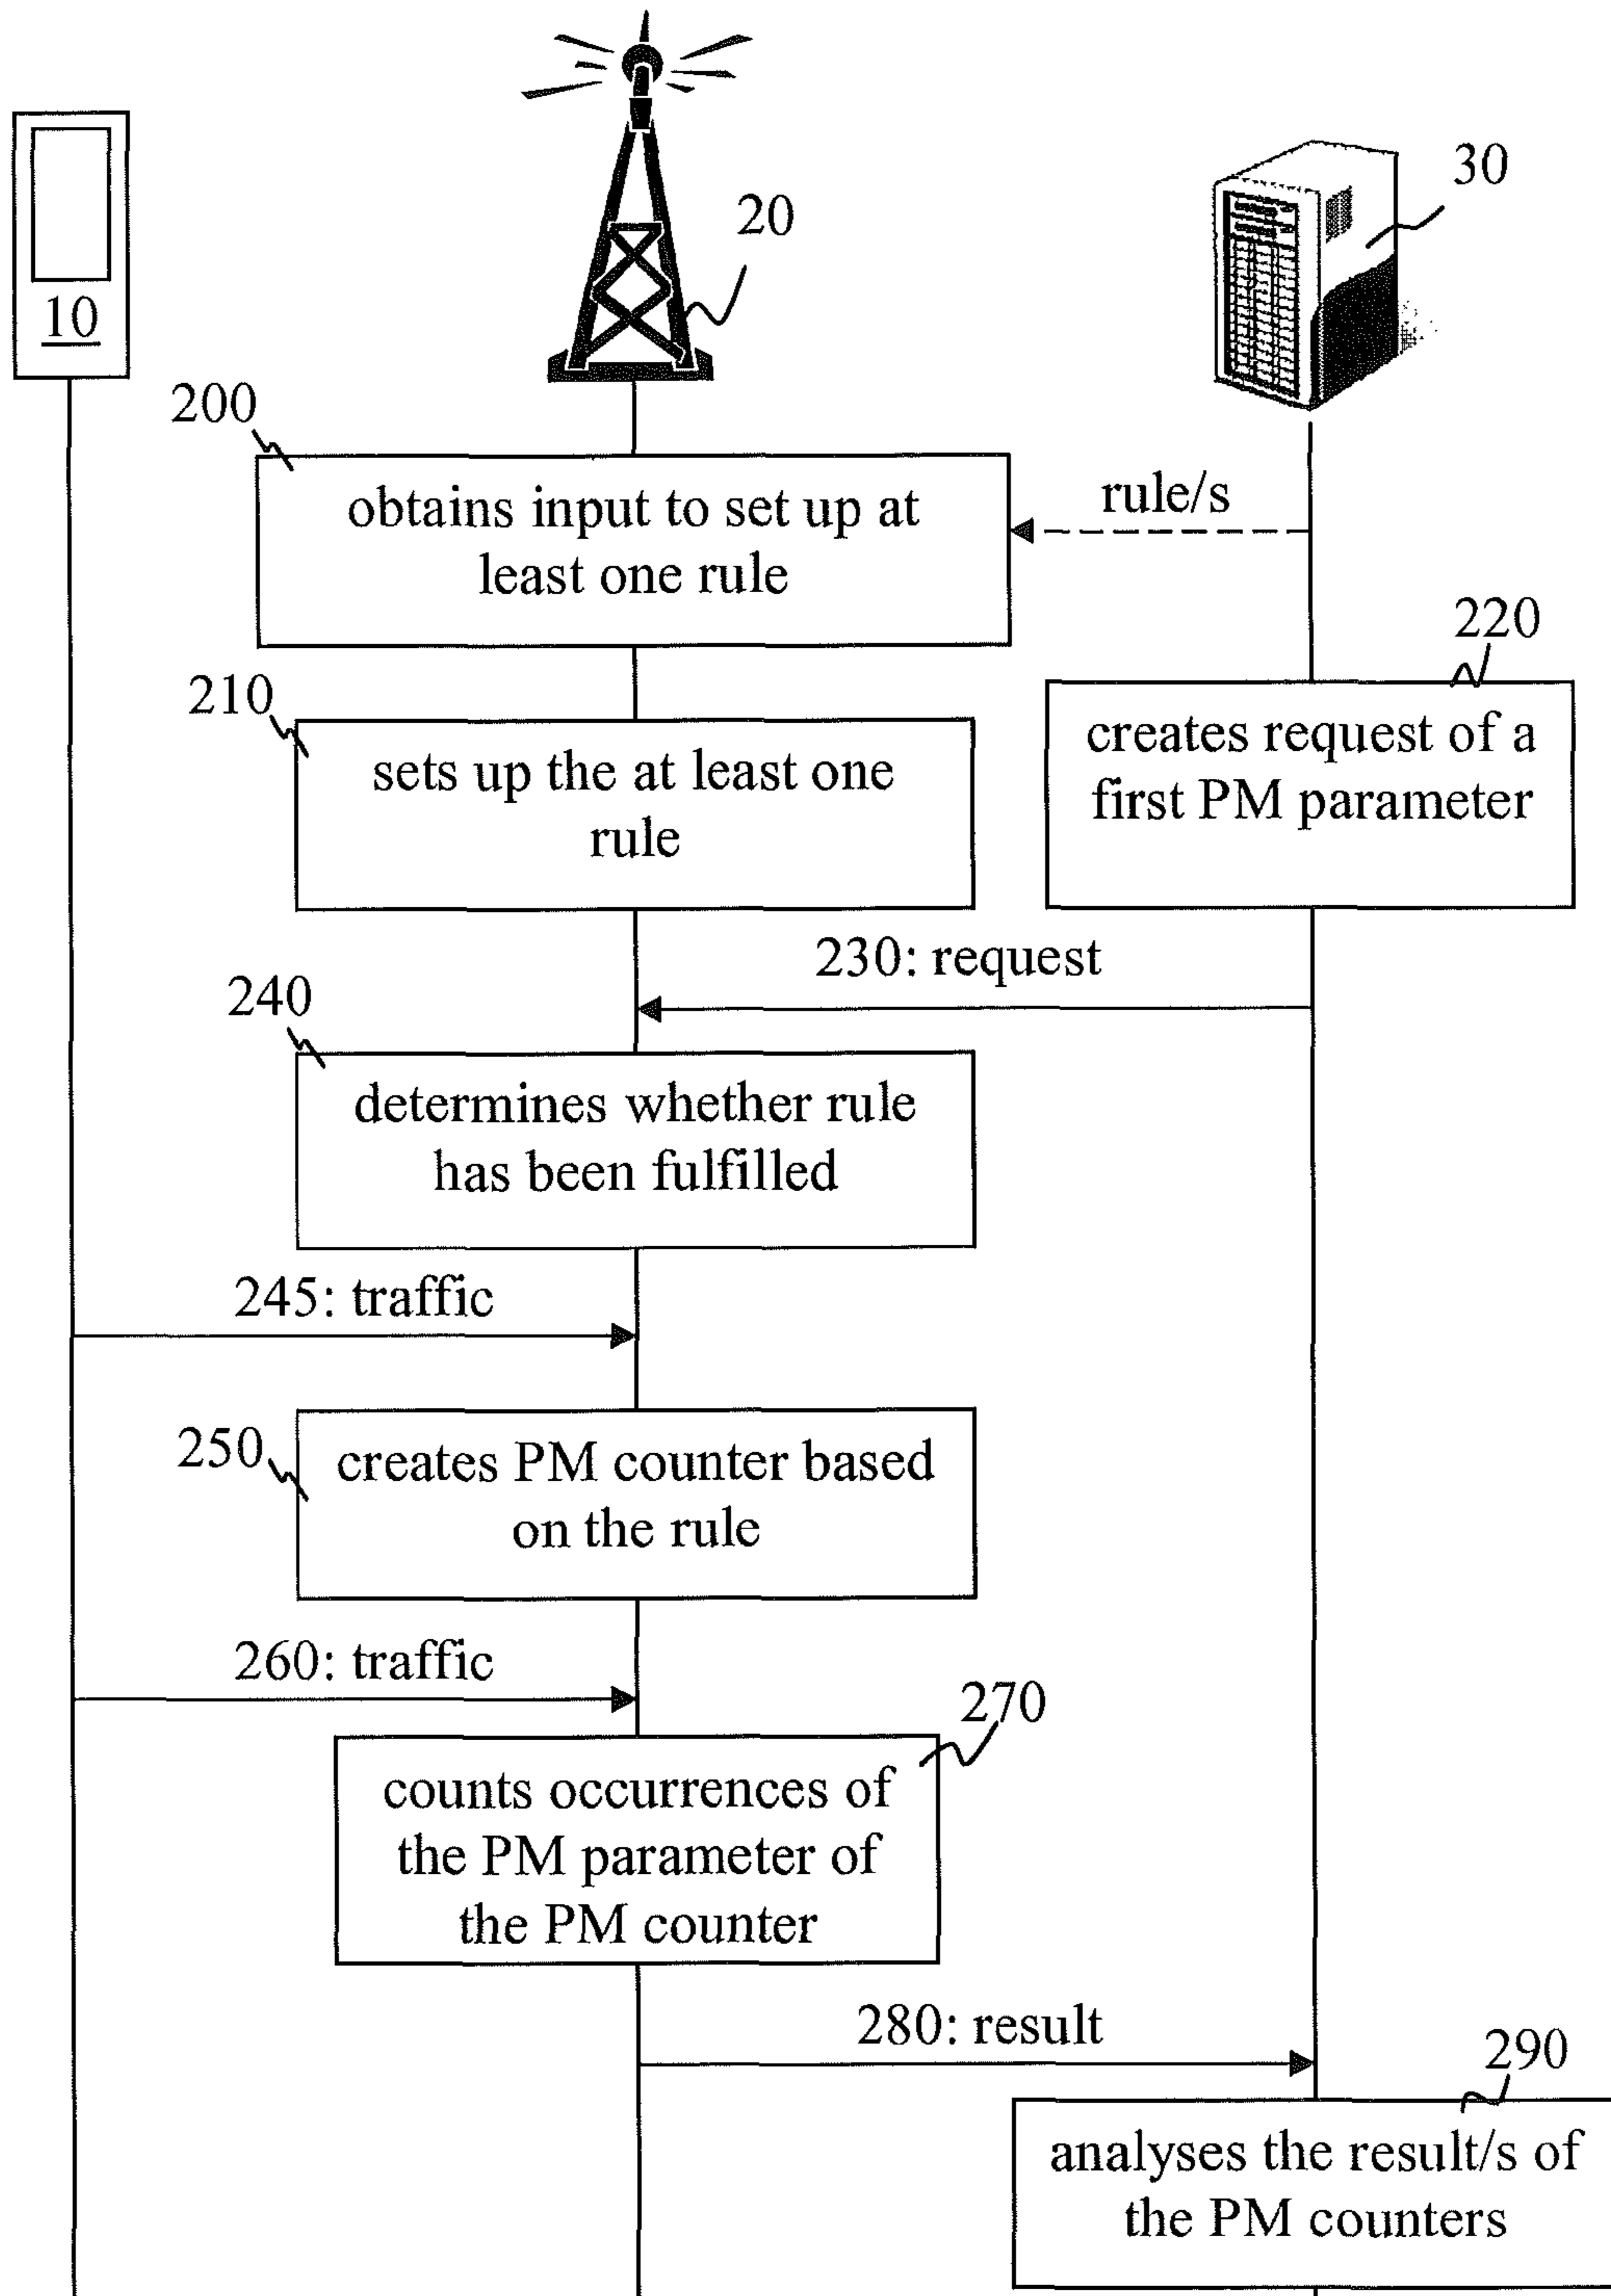 20
30
10
200
obtains input to set up at
least one rule
rule/s
220
210
sets up the at least one
rule
creates request of a
first PM parameter
230: request
240
determines whether rule
has been fulfilled
245: traffic
250
creates PM counter based
on the rule
260: traffic
270
counts occurrences of
the PM parameter of
the PM counter
280: result
290
analyses the result/s of
the PM counters